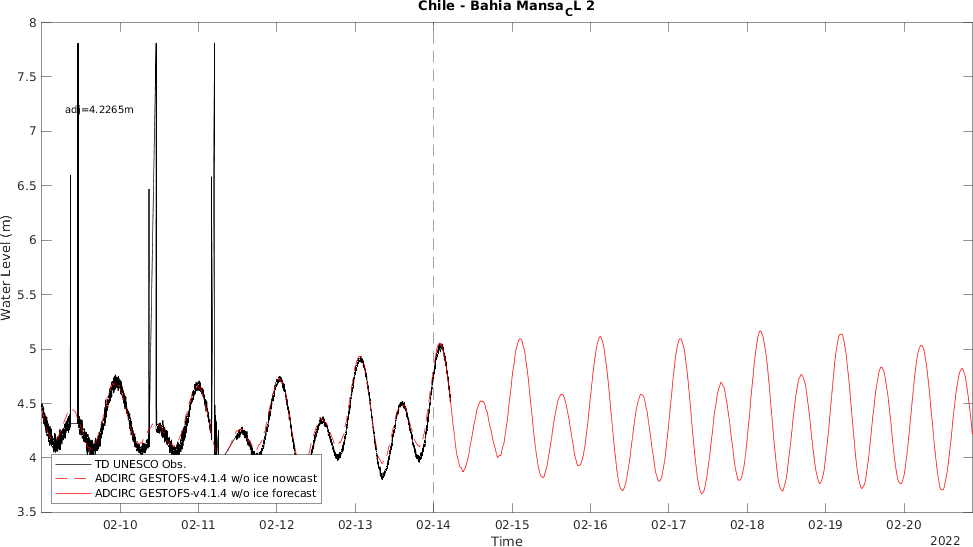 Chile - Bahia Mansa_CL 2
8
7.5
7
6.5
6
5.5
5
4.5
4
3.5
Water Level (m)
adj=4.2265m
TD UNESCO Obs.
ADCIRC GESTOFS-v4.1.4 w/o ice nowcast
ADCIRC GESTOFS-v4.1.4 w/o ice forecast
02-10 02-11 02-12 02-13 02-14 02-15 02-16 02-17 02-18 02-19 02-20
Time
2022